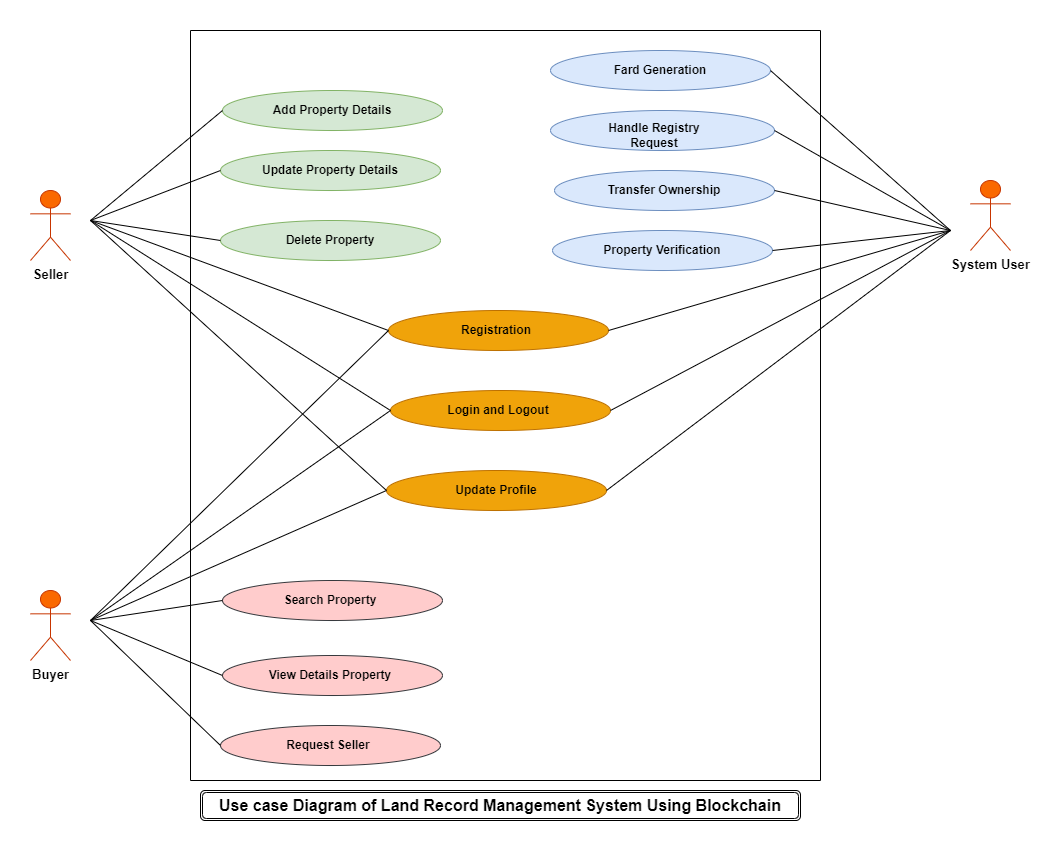 Fard Generation
Add Property Details
Handle Registry
Request
Update Property Details
Transfer Ownership
Delete Property
Property Verification
Seller
System User
Registration
Login and Logout
Update Profile
Search Property
Buyer
View Details Property
Request Seller
Use case Diagram of Land Record Management System Using Blockchain